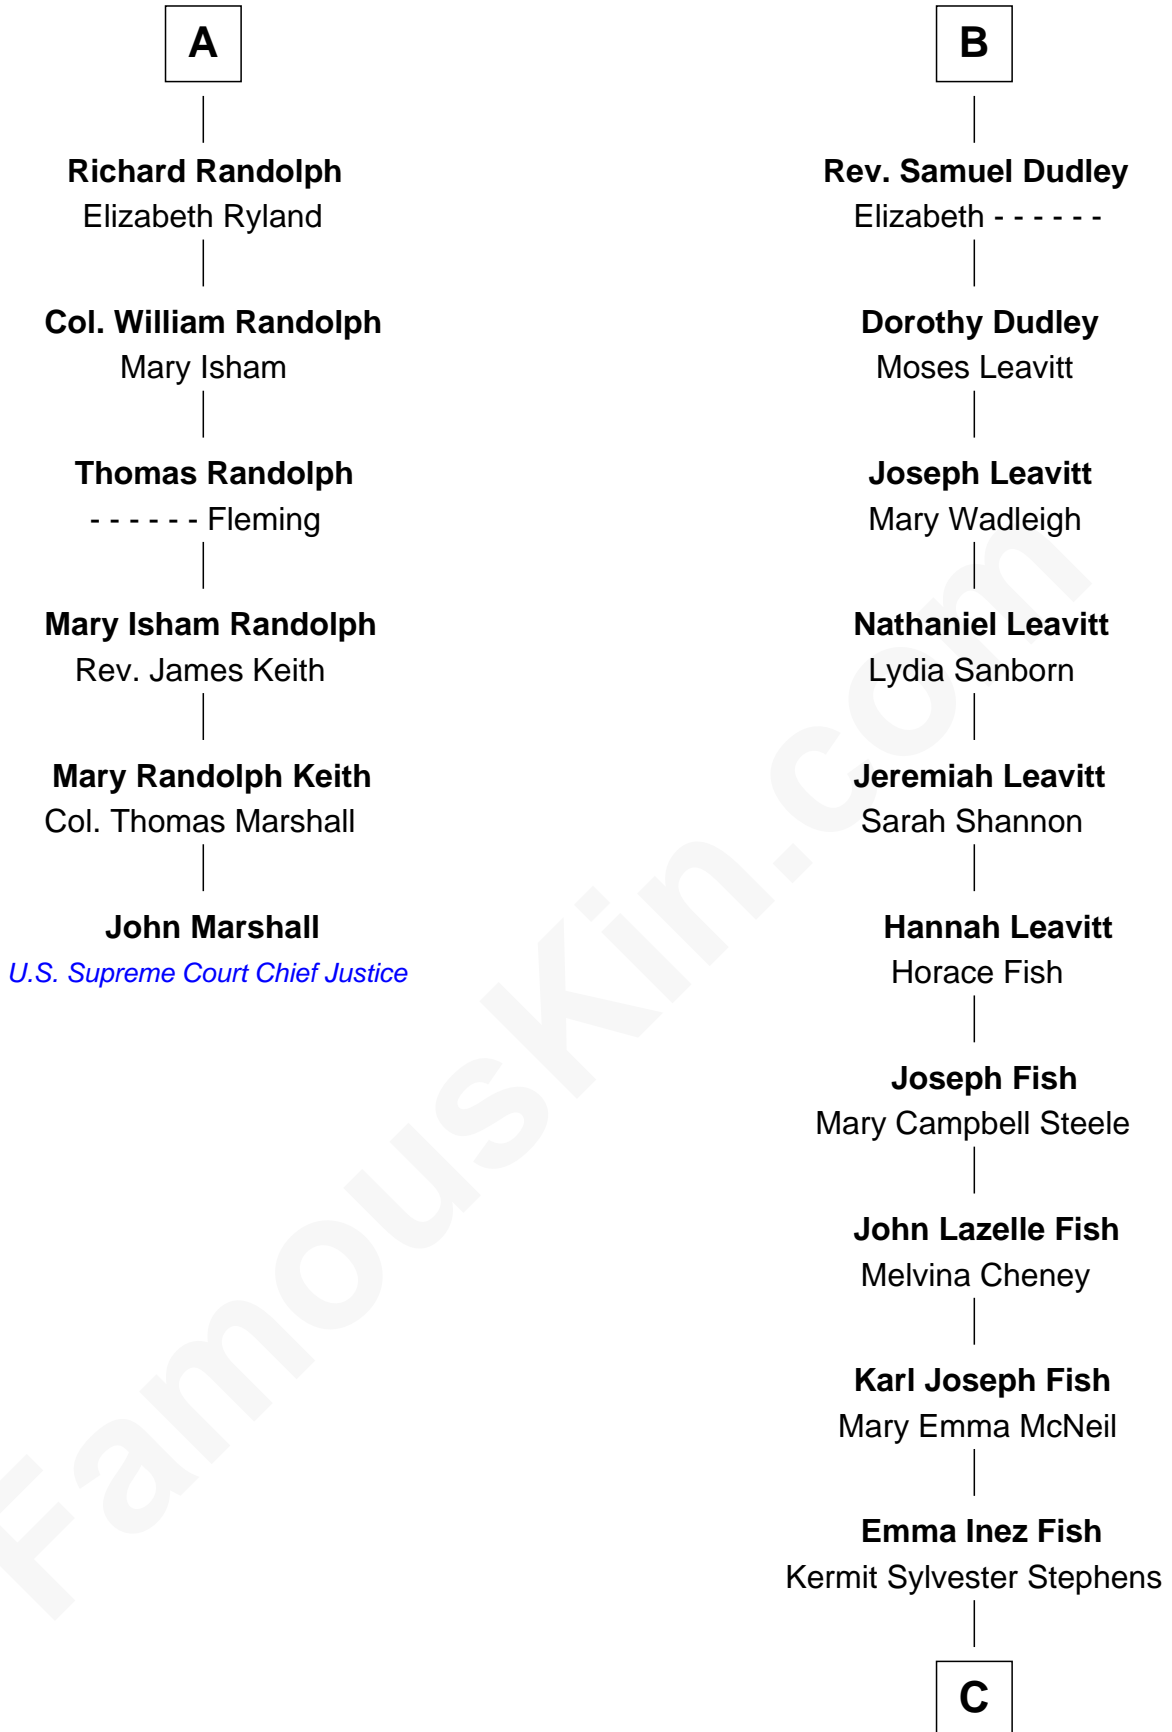 A
Richard Randolph
Elizabeth Ryland
Col. William Randolph
Mary Isham
Thomas Randolph
- - - - - - Fleming
Mary Isham Randolph
Rev. James Keith
Mary Randolph Keith
Col. Thomas Marshall
John Marshall
U.S. Supreme Court Chief Justice
B
Rev. Samuel Dudley
Elizabeth - - - - - -
Dorothy Dudley
Moses Leavitt
Joseph Leavitt
Mary Wadleigh
Nathaniel Leavitt
Lydia Sanborn
Jeremiah Leavitt
Sarah Shannon
Hannah Leavitt
Horace Fish
Joseph Fish
Mary Campbell Steele
John Lazelle Fish
Melvina Cheney
Karl Joseph Fish
Mary Emma McNeil
Emma Inez Fish
Kermit Sylvester Stephens
C
FamousKin.com